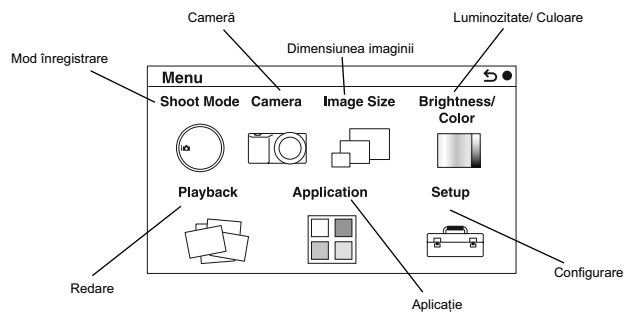 Cameră
Luminozitate/ Culoare
Dimensiunea imaginii
Mod înregistrare
Menu
Shoot Mode
Camera
Image Size
Brightness/
Color
Playback
Application
Setup
Configurare
Redare
Aplicație